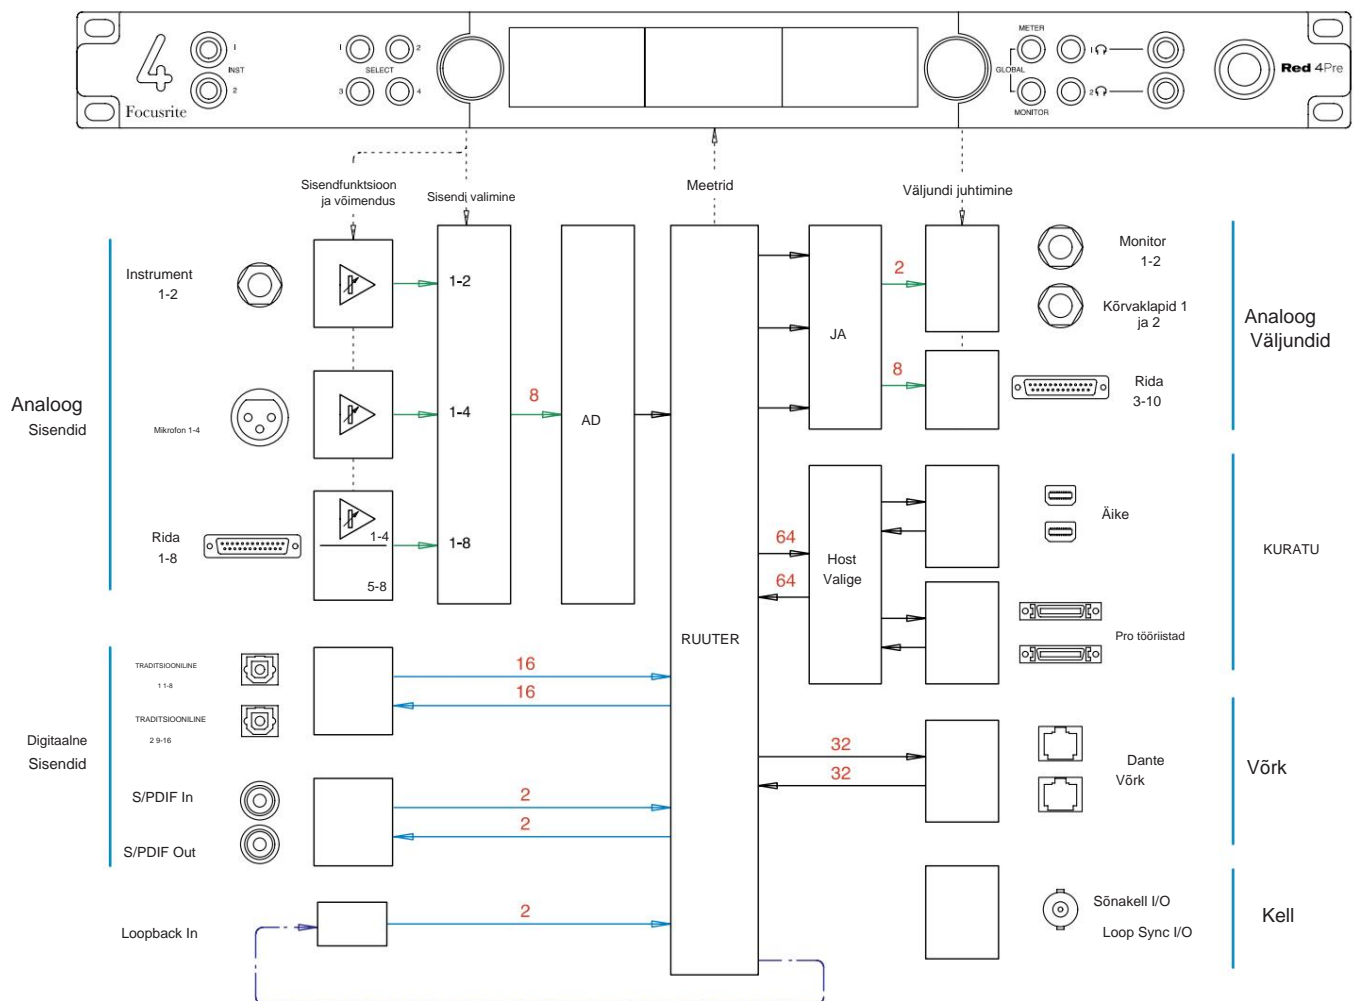 4
Focusrite
1
INST
2
1
2
SELECT
3
4
METER
1
GLOBAL
2
MONITOR
Red 4Pre
Sisendfunktsioon
ja võimendus
Sisendi valimine
Meetrid
Väljundi juhtimine
Instrument
1-2
1-2
2
Monitor
1-2
Kõrvaklapid 1
ja 2
Analoog
Väljundid
JA
8
Rida
3-10
Analoog
Sisendid
Mikrofon 1-4
1-4
8
AD
Rida
1-8
1-4
5-8
1-8
RUUTER
64
64
Host
Valige
Äike
KURATU
Pro tööriistad
Digitaalne
Sisendid
TRADITSIOONILINE
1 1-8
TRADITSIOONILINE
2 9-16
16
16
S/PDIF In
S/PDIF Out
2
2
32
32
Dante
Võrk
Võrk
Loopback In
2
Sõnakell I/O
Loop Sync I/O
Kell